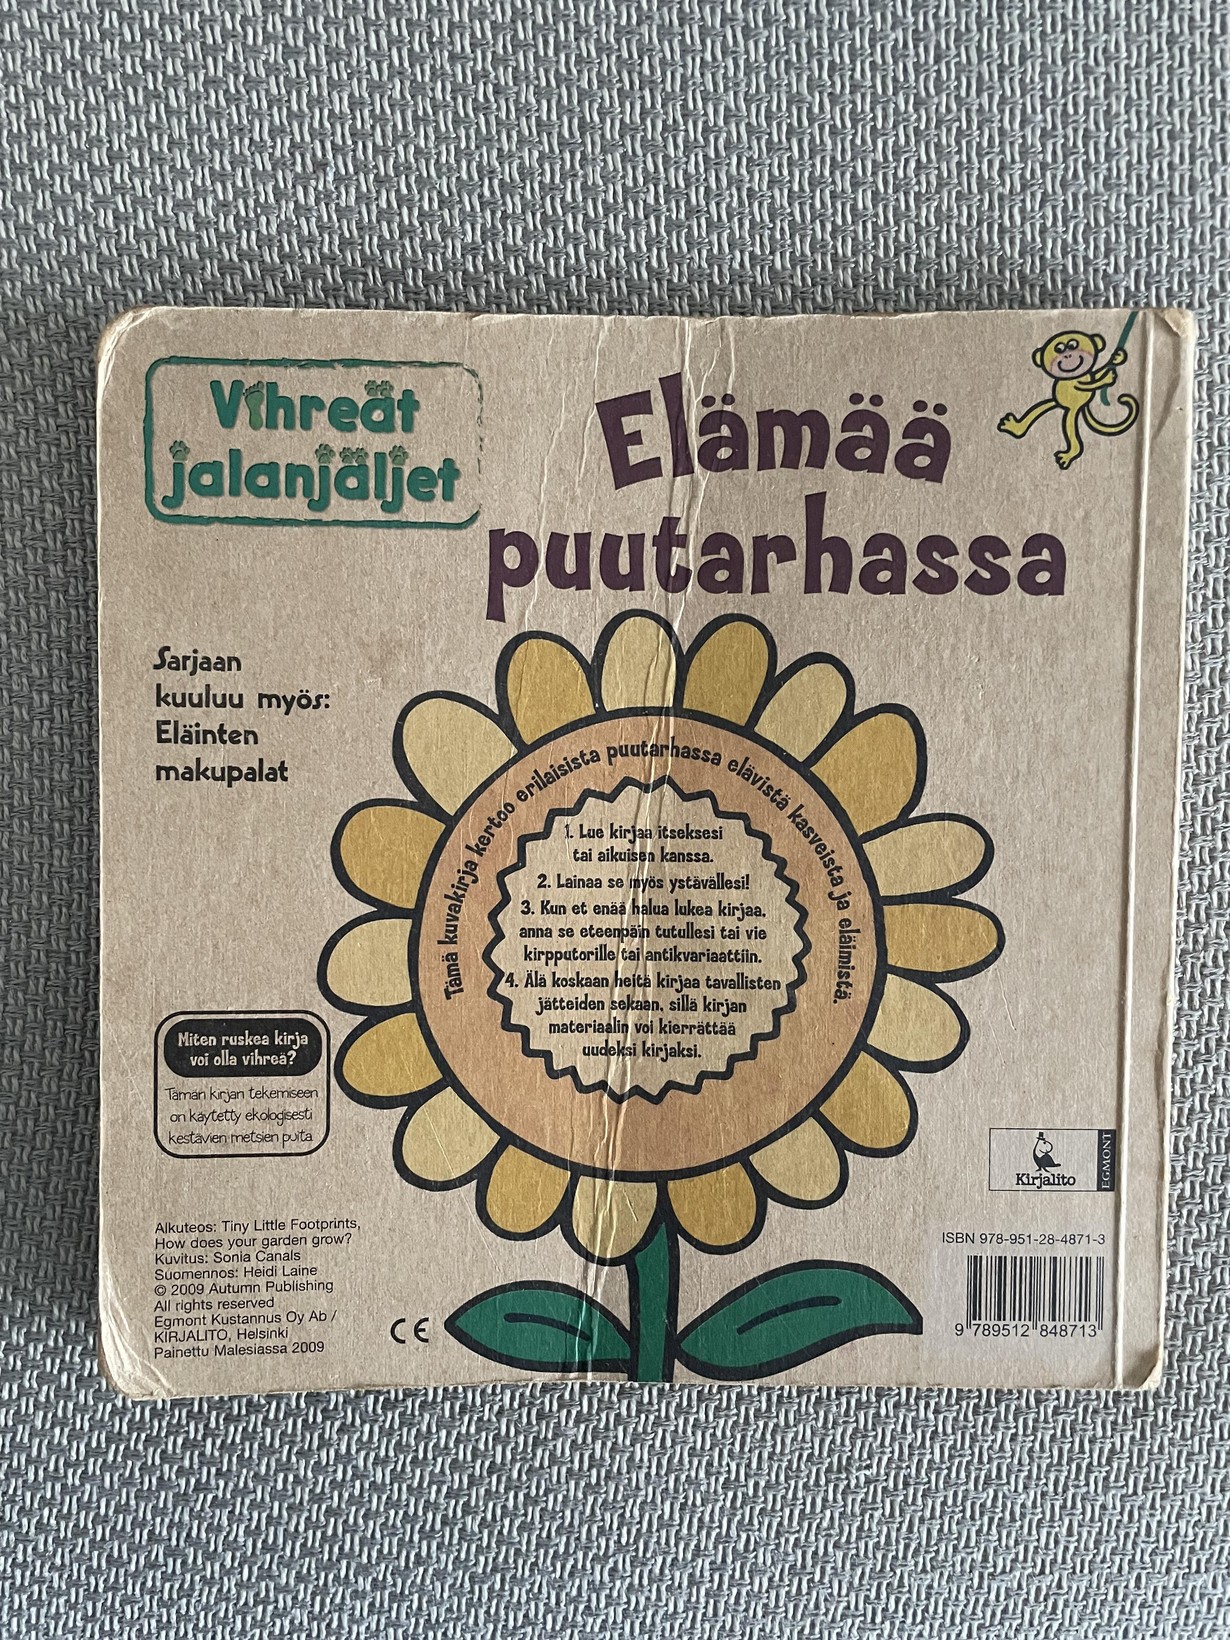 Vihreät
jalanjäljet
Elämää
puutarhassa
Sarjaan
kuuluu myös:
Eläinten
makupalat
Tämä kuvakirja kertoo erilaisista puutarhassa elävistä kasveista ja eläimistä.
1. Lue kirjaa itseksesi
tai aikuisen kanssa.
2. Lainaa se myös ystävällesi!
3. Kun et enää halua lukea kirjaa,
anna se eteenpäin tutullesi tai vie
kirpputorille tai antikvariaattiin.
4. Älä koskaan heitä kirjaa tavallisten
jätteiden sekaan, sillä kirjan
materiaalin voi kierrättää
uudeksi kirjaksi.
Miten ruskea kirja
voi olla vihreä?
Tämän kirjan tekemiseen
on käytetty ekologisesti
kestävien metsien puita
Alkuteos: Tiny Little Footprints,
How does your garden grow?
Kuvitus: Sonia Canals
Suomennos: Heidi Laine
© 2009 Autumn Publishing
All rights reserved
Egmont Kustannus Oy Ab /
KIRJALITO, Helsinki
Painettu Malesiassa 2009
CE
Kirjalito
EGMONT
ISBN 978-951-28-4871-3
9 789512 848713